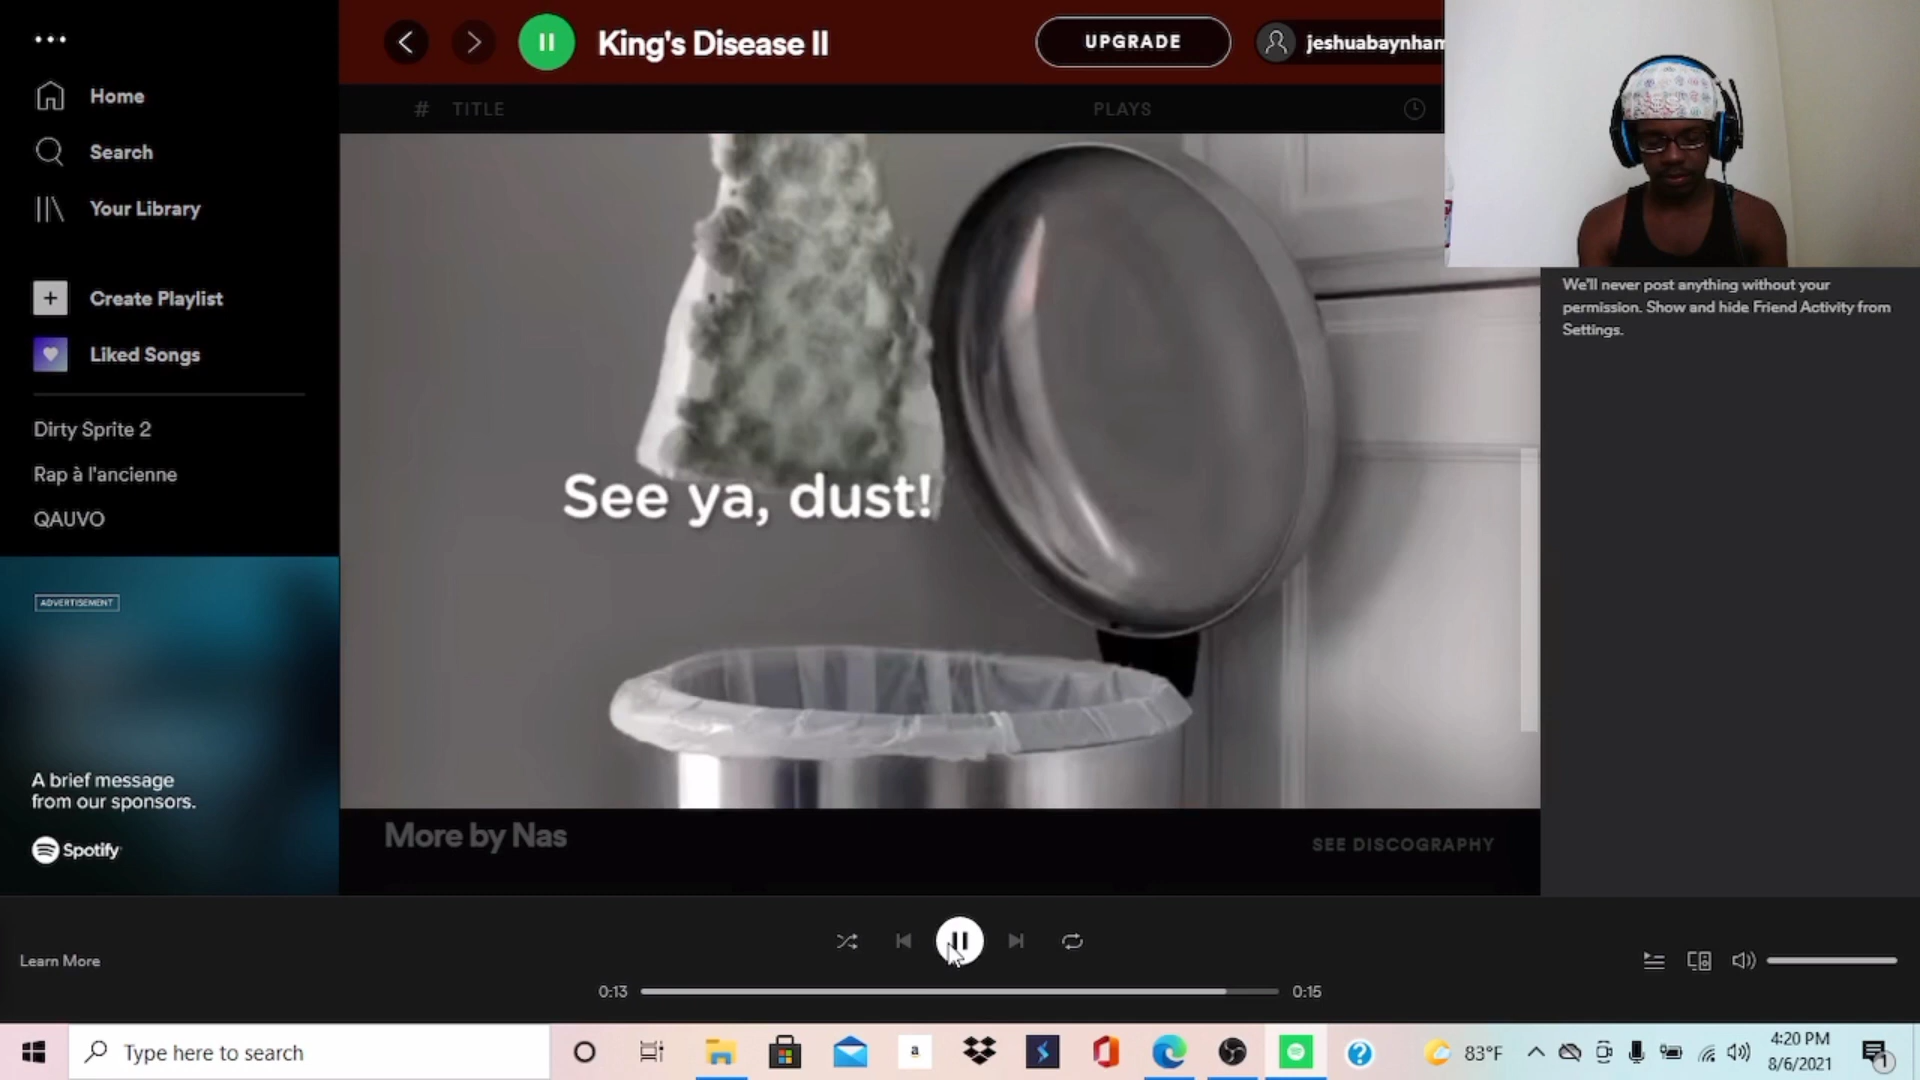 King's Disease II
UPGRADE
jeshuabaynham
Home
# TITLE
PLAYS
Search
Your Library
We'll never post anything without your
permission. Show and hide Friend Activity from
Settings.
Create Playlist
Liked Songs
Dirty Sprite 2
Rap à l'ancienne
QAUVO
See ya, dust!
ADVERTISEMENT
A brief message
from our sponsors.
Spotify
More by Nas
SEE DISCOGRAPHY
Learn More
0:13
0:15
Type here to search
a
83°F
4:20 PM
8/6/2021
1